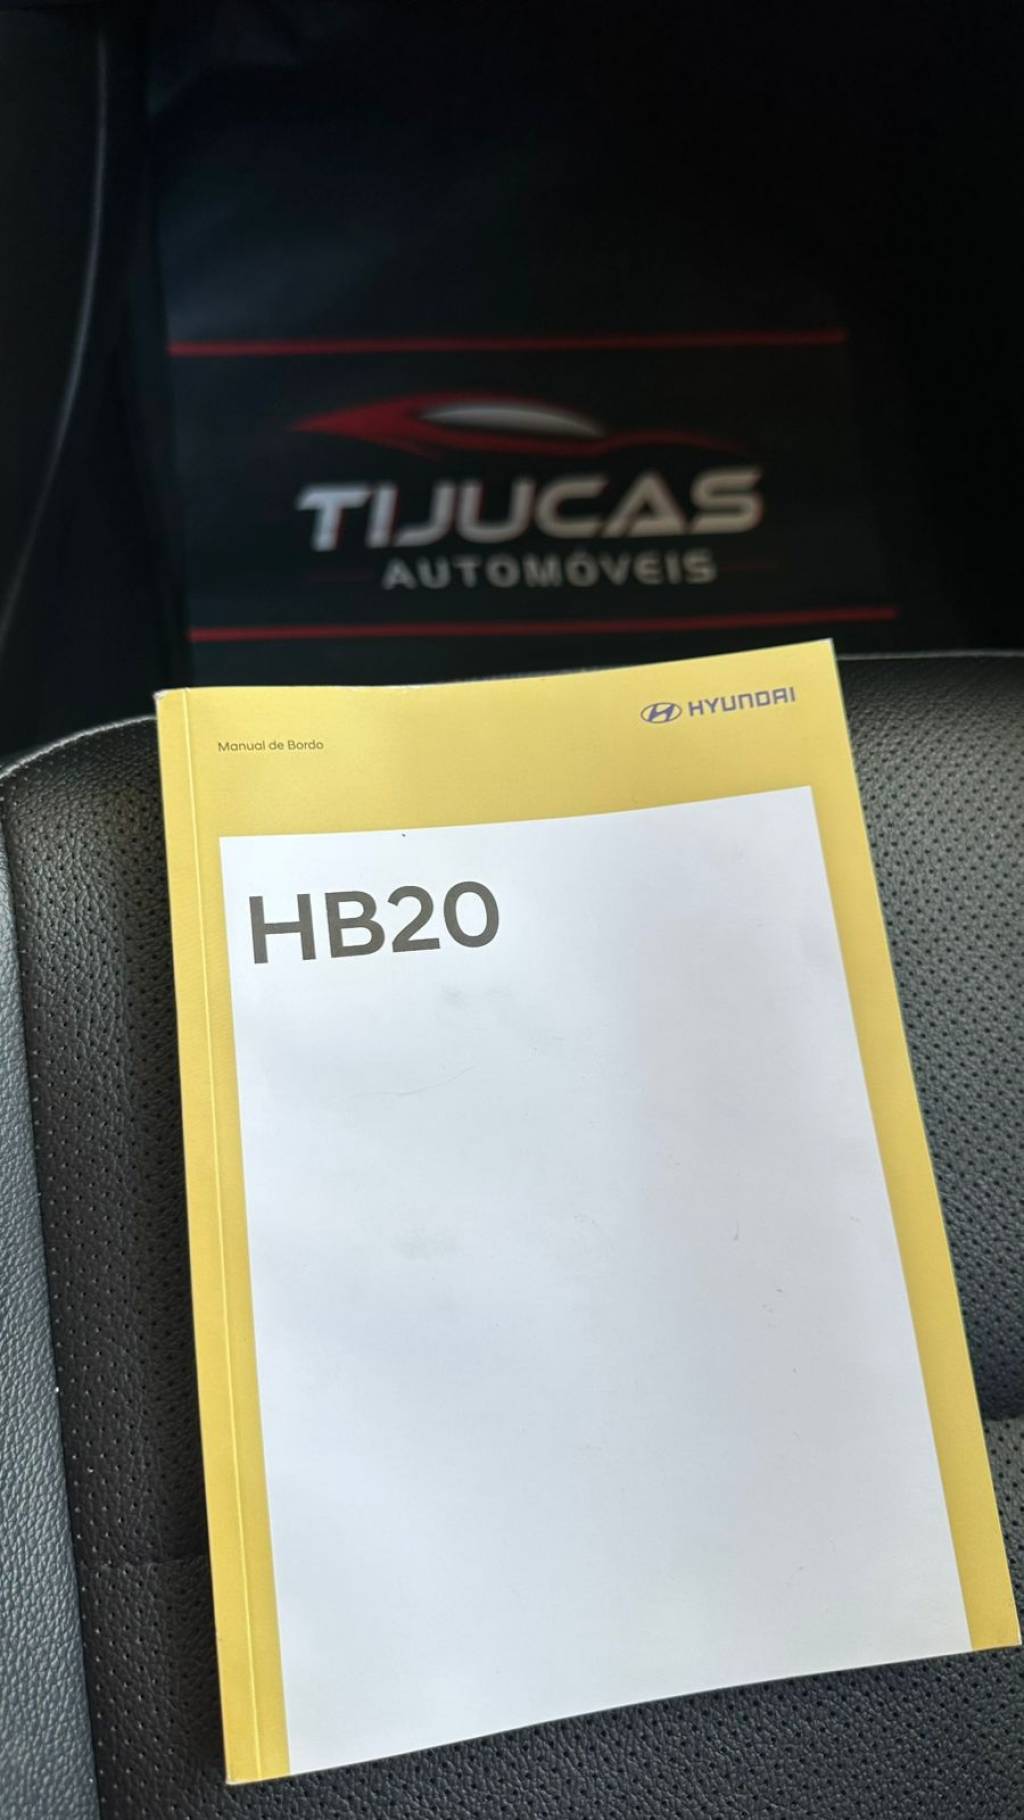 TIJUCAS
AUTOMÓVEIS
HYUNDAI
Manual de Bordo
HB20